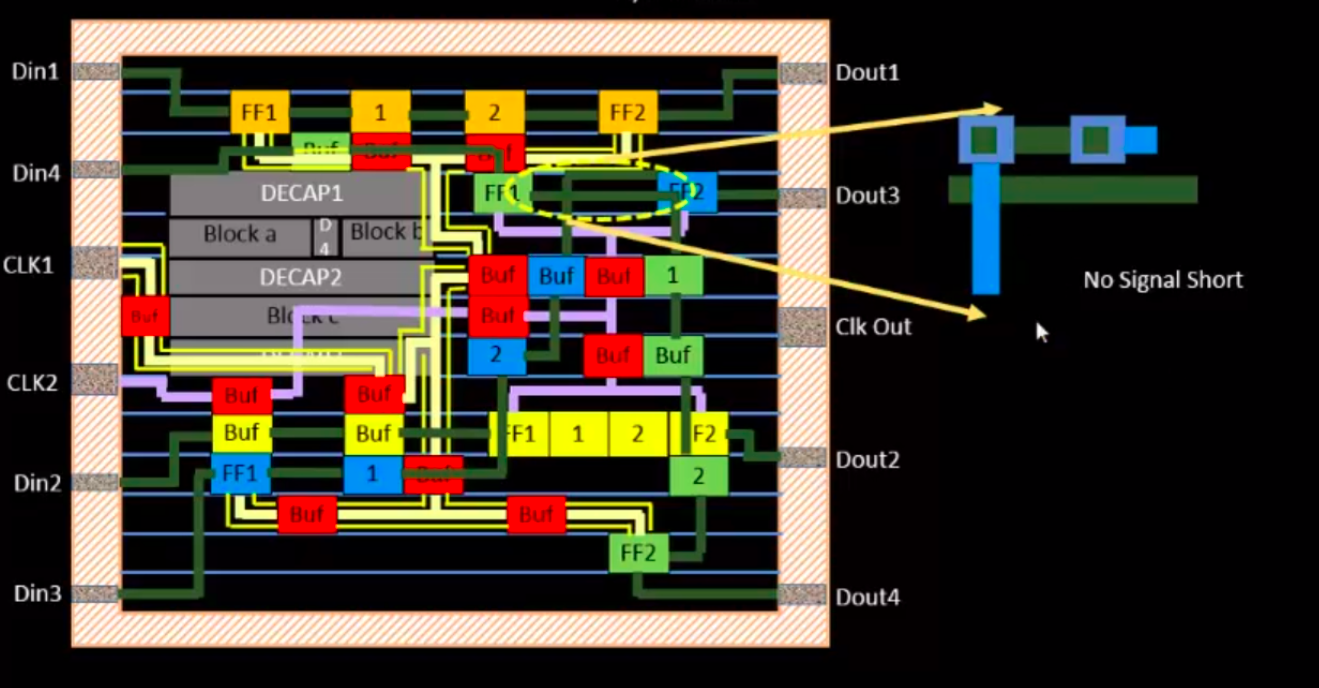 Din1
Dout1
FF1 1 2 FF2
Buf Buf Buf
Din4
DECAP1
FF1 FF2
Dout3
Block a D4 Block b
CLK1
DECAP2
Buf Buf Buf 1
No Signal Short
Buf Block c Buf
Clk Out
2 Buf Buf
CLK2
Buf Buf
Buf Buf FF1 1 2 F2
Dout2
Din2
FF1 1 Buf 2
Buf Buf
FF2
Din3
Dout4